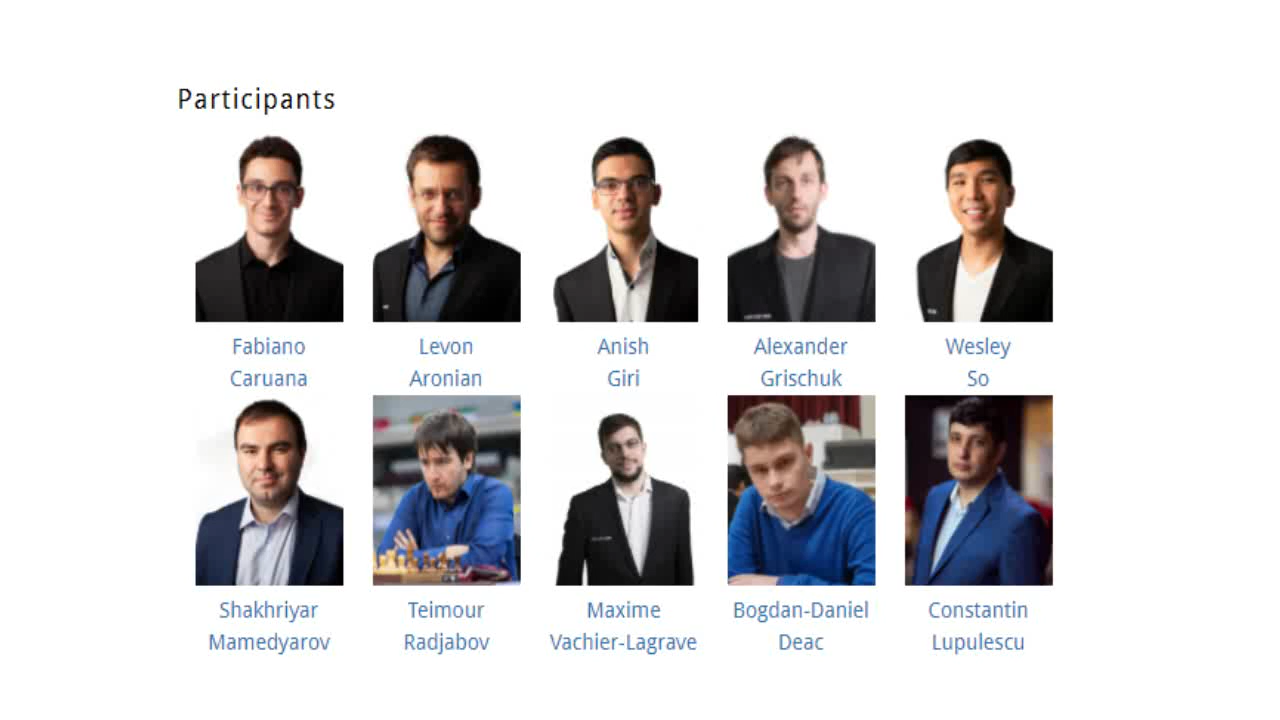 Participants
Fabiano
Caruana
Levon
Aronian
Anish
Giri
Alexander
Grischuk
Wesley
So
Shakhriyar
Mamedyarov
Teimour
Radjabov
Maxime
Vachier-Lagrave
Bogdan-Daniel
Deac
Constantin
Lupulescu